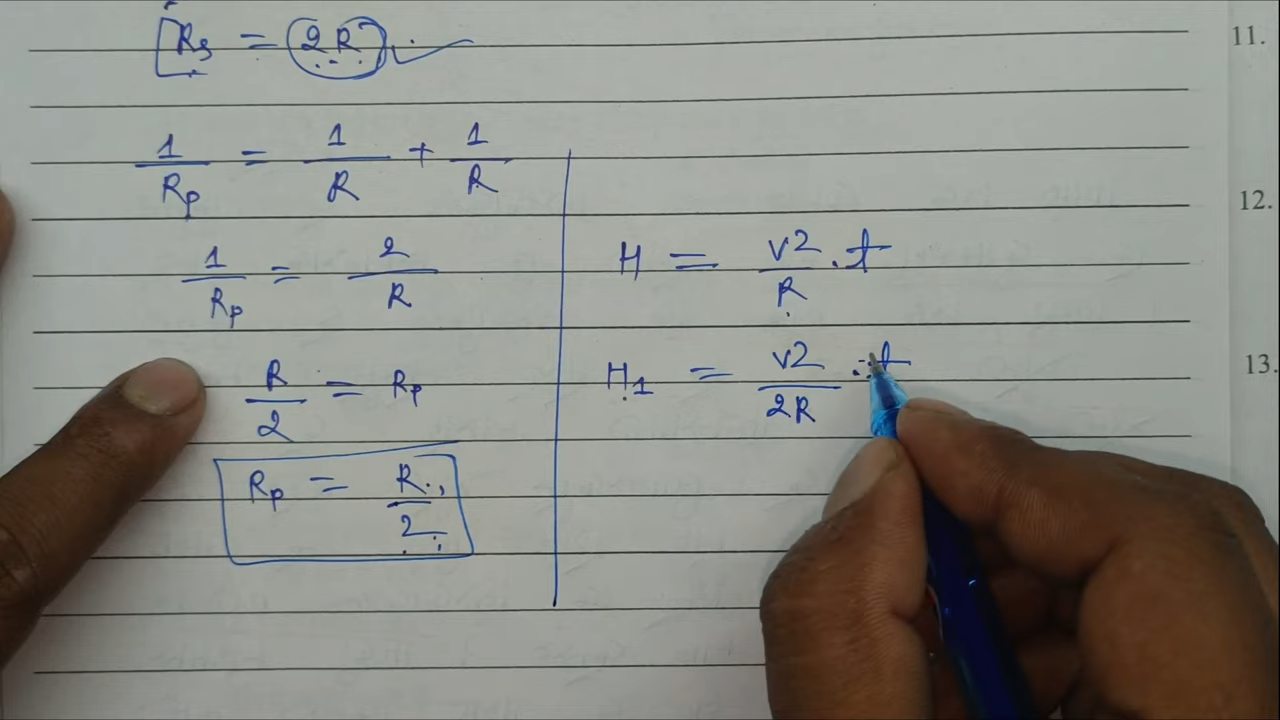 Rs = 2R
1/Rp = 1/R + 1/R
1/Rp = 2/R
R/2 = Rp
Rp = R/2
H = v2/R . t
H1 = v2/2R . t
11.
12.
13.